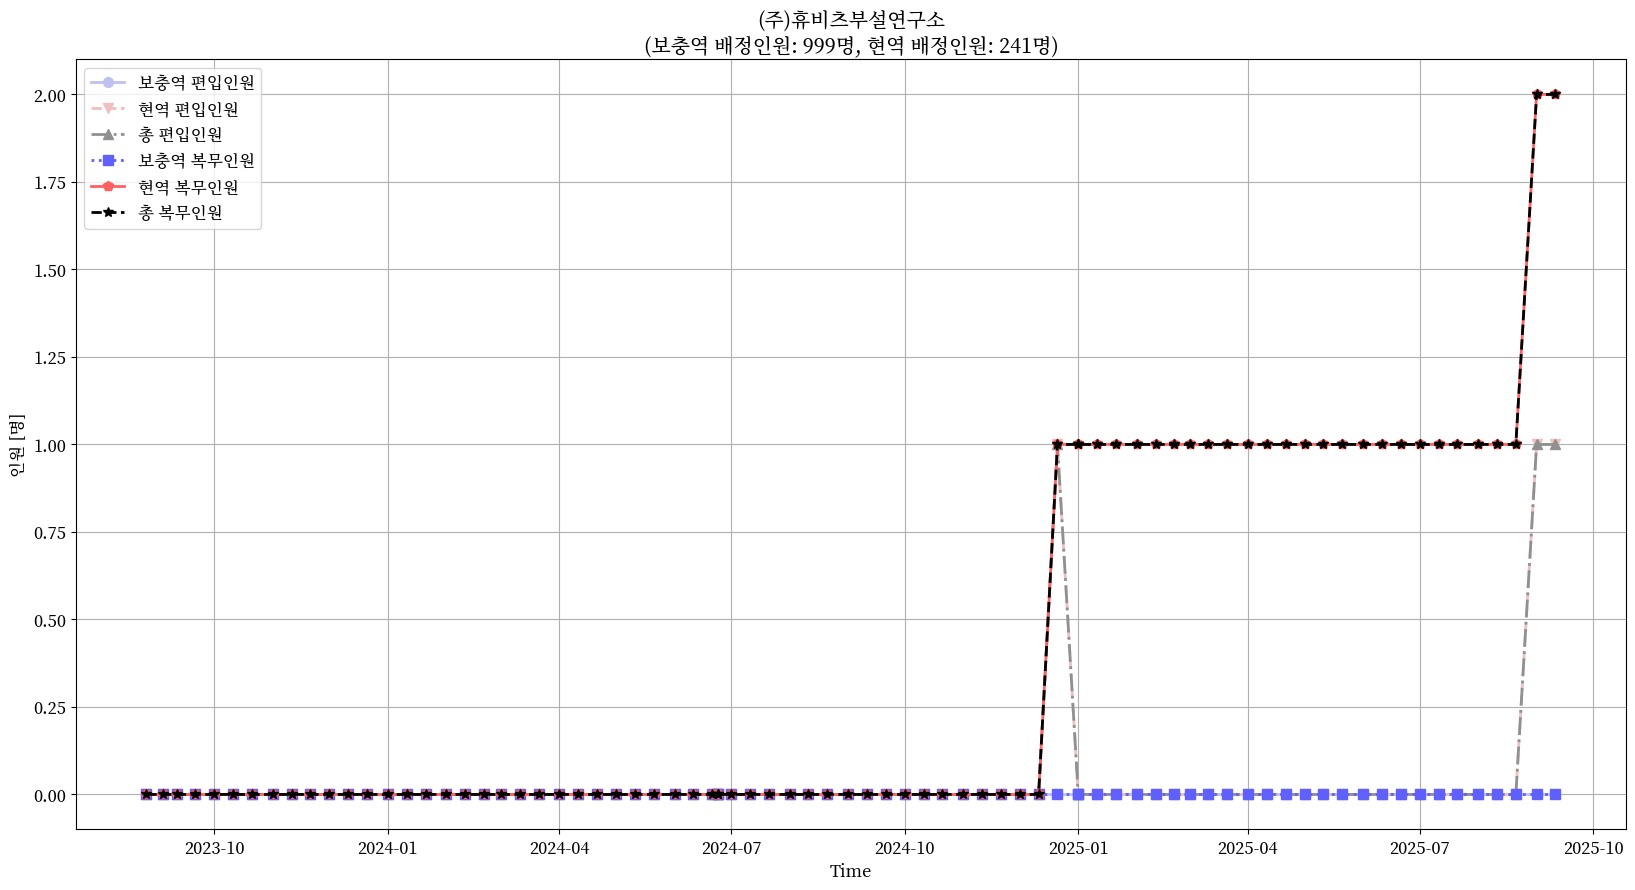 (주)휴비츠부설연구소
(보충역 배정인원: 999명, 현역 배정인원: 241명)
보충역 편입인원
현역 편입인원
총 편입인원
보충역 복무인원
현역 복무인원
총 복무인원
2.00
1.75
1.50
1.25
1.00
0.75
0.50
0.25
0.00
인원 [명]
2023-10
2024-01
2024-04
2024-07
2024-10
2025-01
2025-04
2025-07
2025-10
Time